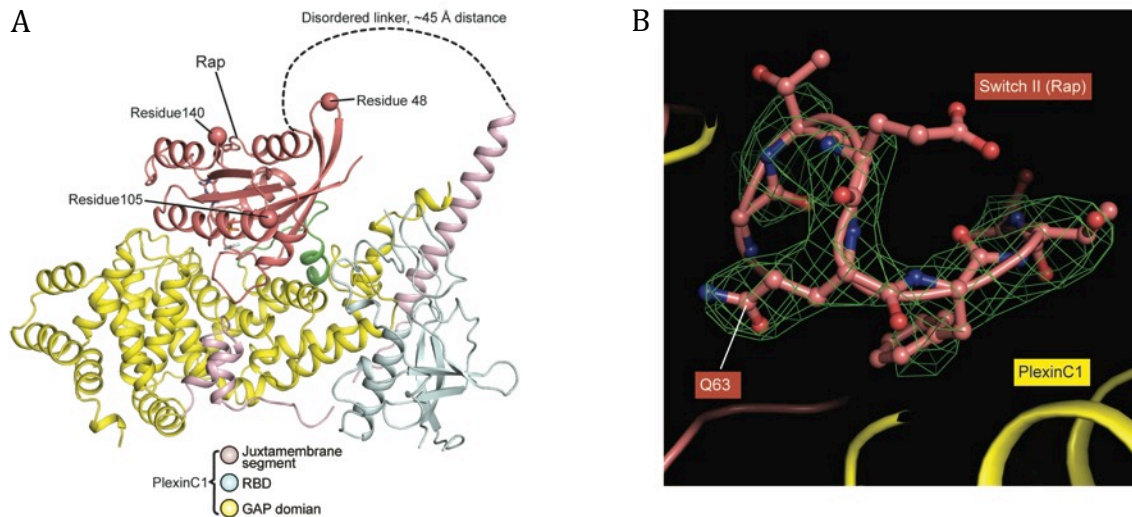 A
Disordered linker, ~45 Å distance
Rap
Residue 48
Residue140
Residue105
PlexinC1
Juxtamembrane
segment
RBD
GAP domian
B
Switch II (Rap)
Q63
PlexinC1